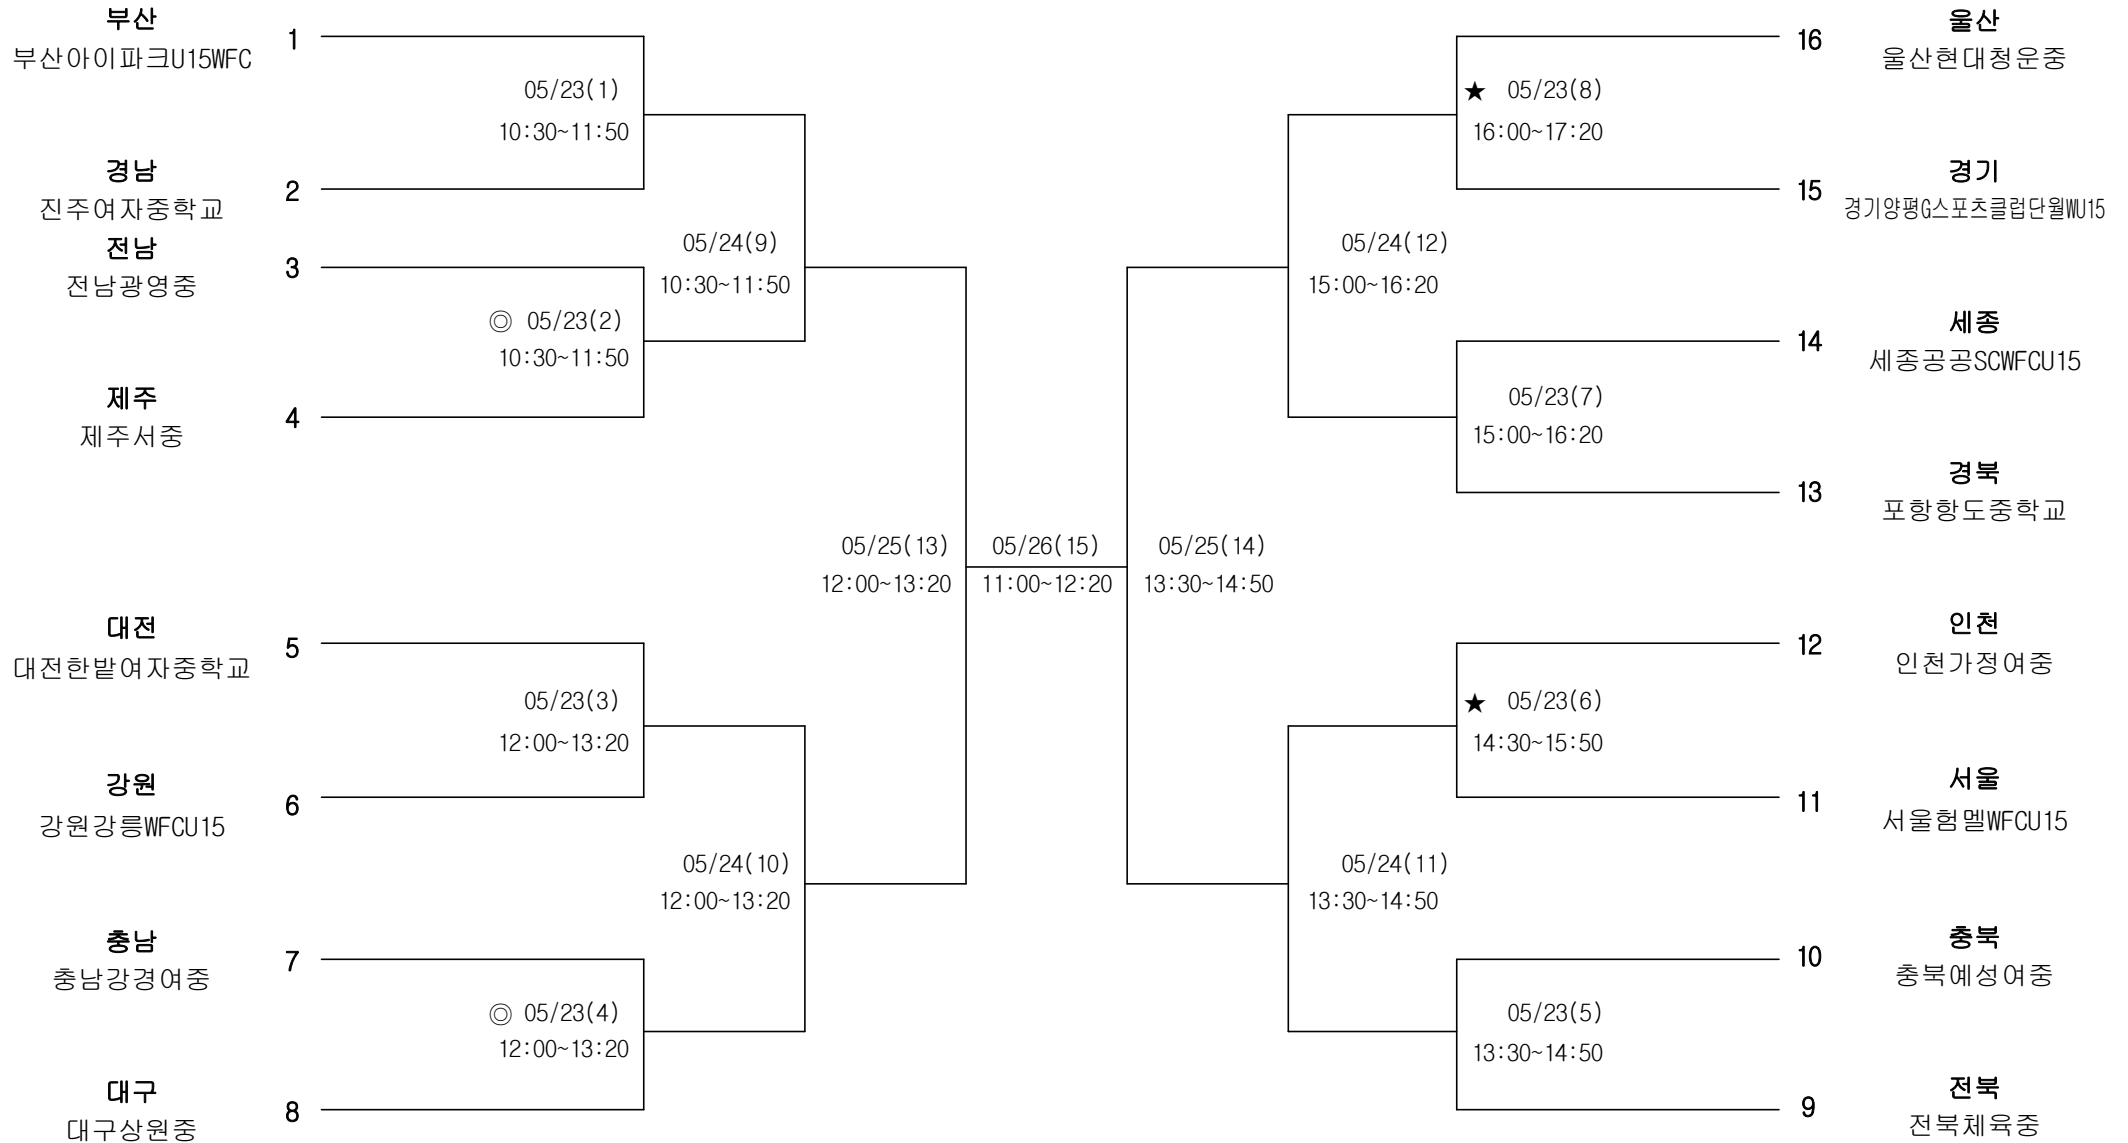 부산
부산아이파크U15WFC
1
05/23(1)
10:30~11:50
경남
진주여자중학교
2
전남
전남광영중
3
◎ 05/23(2)
10:30~11:50
제주
제주서중
4
05/24(9)
10:30~11:50
대전
대전한밭여자중학교
5
05/23(3)
12:00~13:20
강원
강원강릉WFCU15
6
충남
충남강경여중
7
◎ 05/23(4)
12:00~13:20
대구
대구상원중
8
05/24(10)
12:00~13:20
05/25(13)
12:00~13:20
05/26(15)
11:00~12:20
05/25(14)
13:30~14:50
16
울산
울산현대청운중
★ 05/23(8)
16:00~17:20
15
경기
경기양평G스포츠클럽단월WU15
05/24(12)
15:00~16:20
14
세종
세종공공SCWFCU15
05/23(7)
15:00~16:20
13
경북
포항항도중학교
12
인천
인천가정여중
★ 05/23(6)
14:30~15:50
11
서울
서울험멜WFCU15
05/24(11)
13:30~14:50
10
충북
충북예성여중
05/23(5)
13:30~14:50
9
전북
전북체육중